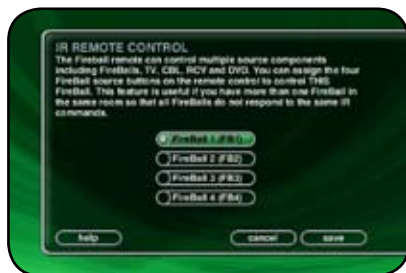 IR REMOTE CONTROL
The Fireball remote can control multiple source components
including FireBalls, TV, CBL, RCV and DVD. You can assign the four
FireBall source buttons on the remote control to control THIS
FireBall. This feature is useful if you have more than one FireBall in
the same room so that all FireBalls do not respond to the same IR
commands.
FireBall 1 (FB1)
FireBall 2 (FB2)
FireBall 3 (FB3)
FireBall 4 (FB4)
help
cancel
save